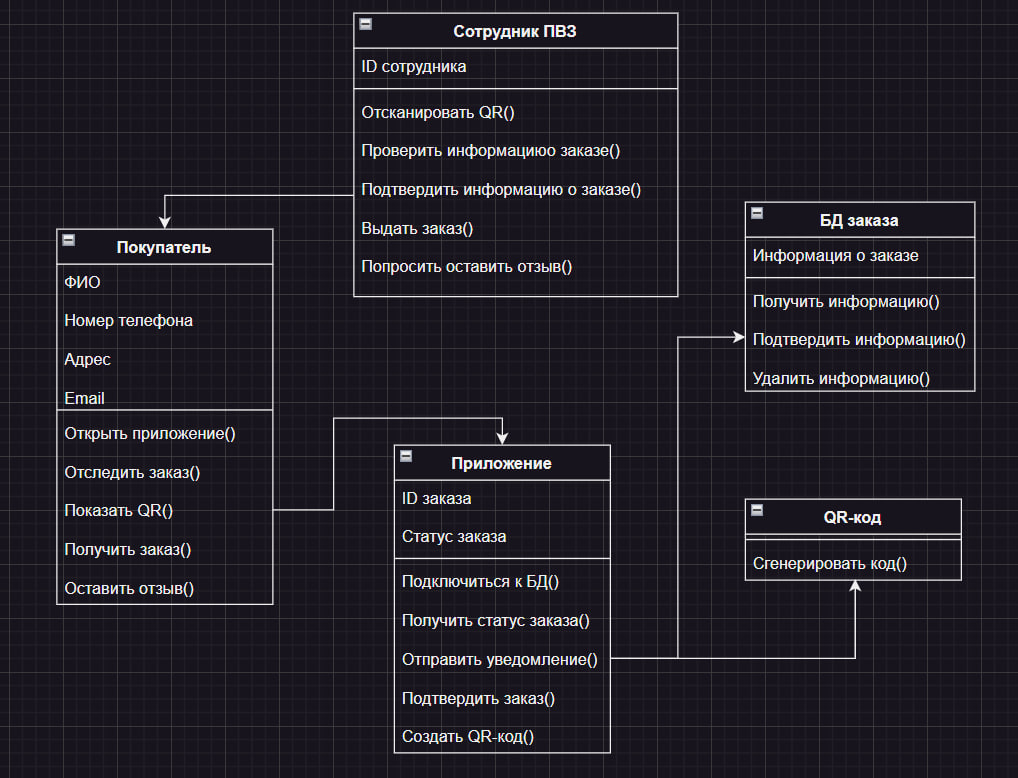 Сотрудник ПВЗ
ID сотрудника
Отсканировать QR()
Проверить информациюо заказе()
Подтвердить информацию о заказе()
Выдать заказ()
Попросить оставить отзыв()
Покупатель
ФИО
Номер телефона
Адрес
Email
Открыть приложение()
Отследить заказ()
Показать QR()
Получить заказ()
Оставить отзыв()
Приложение
ID заказа
Статус заказа
Подключиться к БД()
Получить статус заказа()
Отправить уведомление()
Подтвердить заказ()
Создать QR-код()
БД заказа
Информация о заказе
Получить информацию()
Подтвердить информацию()
Удалить информацию()
QR-код
Сгенерировать код()